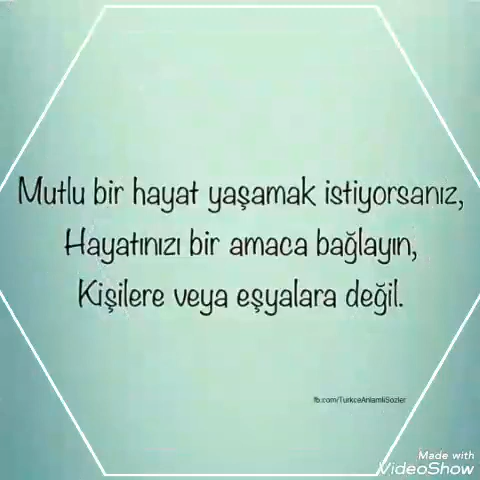 Mutlu bir hayat yaşamak istiyorsanız,
Hayatınızı bir amaca bağlayın,
Kişilere veya eşyalara değil.
fb.com/TurkceAnlamliSozler
Made with
VideoShow